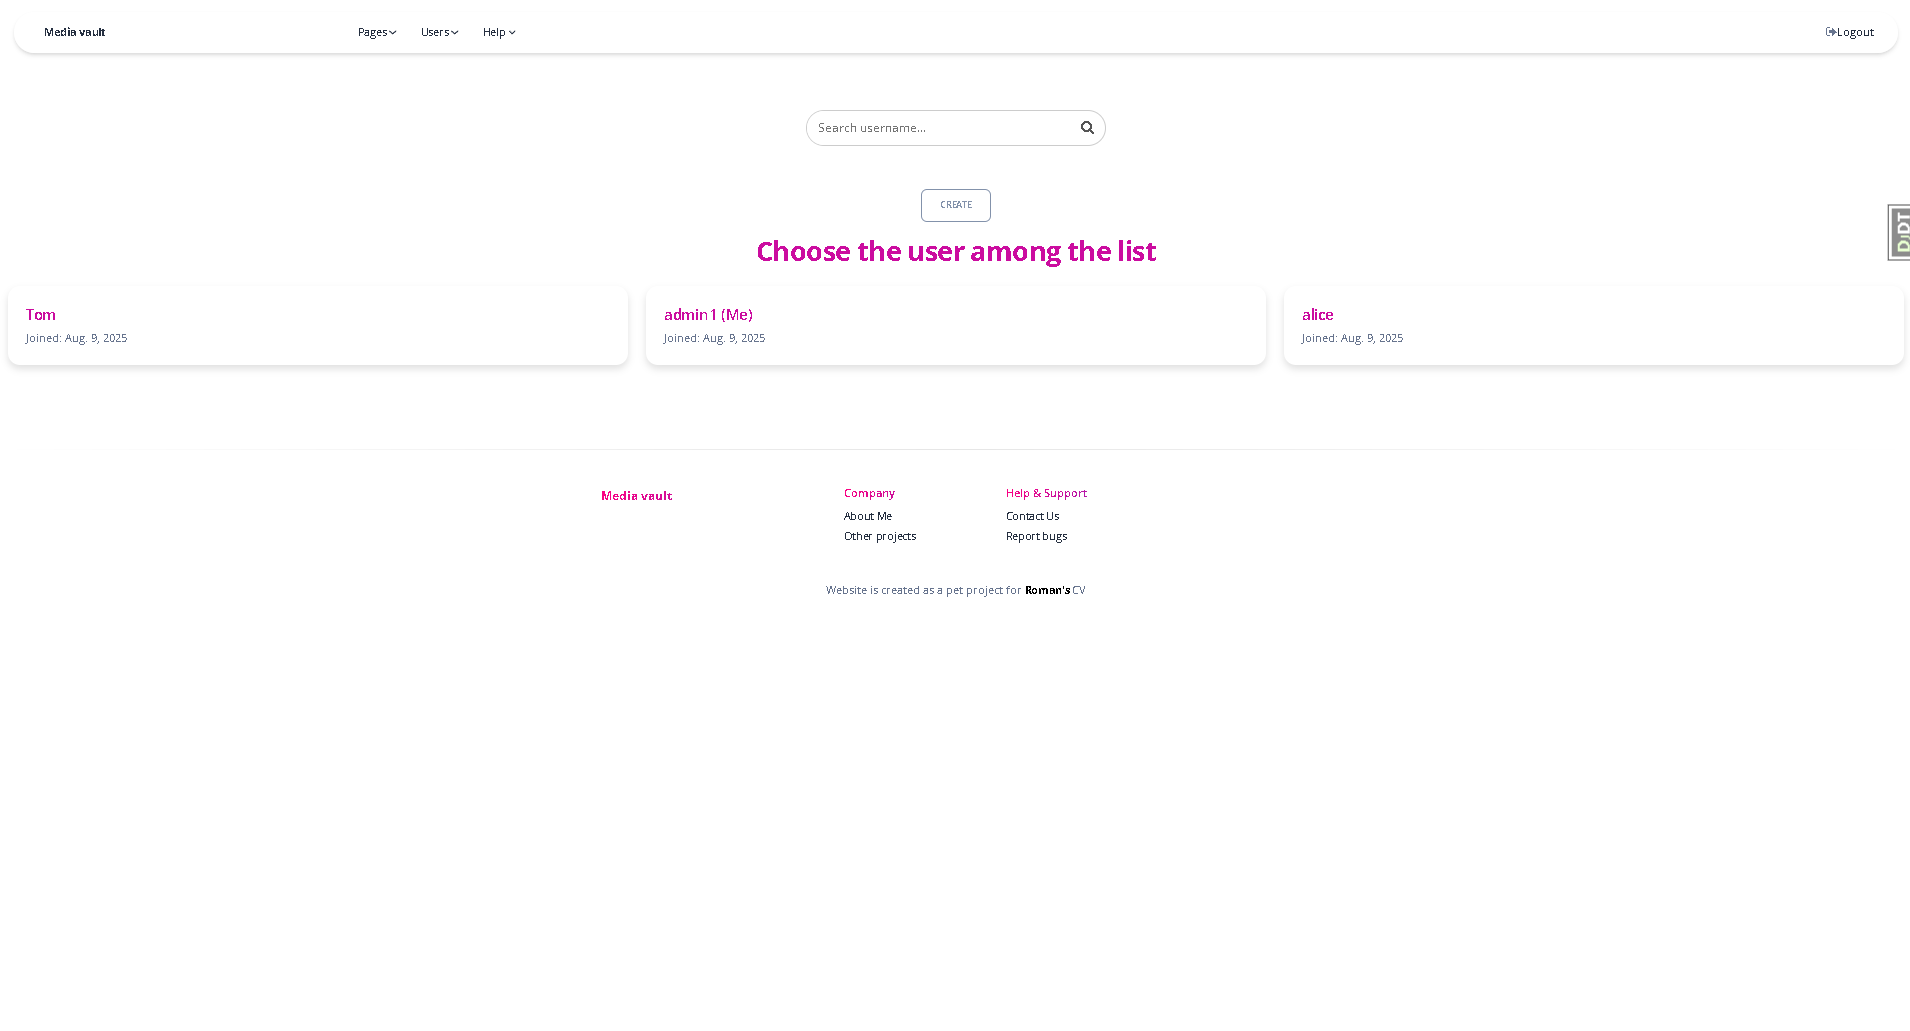 Media vault
Pages
Users
Help
Logout
Search username...
CREATE
DJDT
Choose the user among the list
Tom
Joined: Aug. 9, 2025
admin1 (Me)
Joined: Aug. 9, 2025
alice
Joined: Aug. 9, 2025
Media vault
Company
About Me
Other projects
Help & Support
Contact Us
Report bugs
Website is created as a pet project for Roman's CV